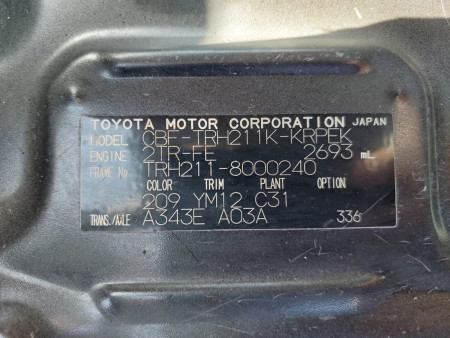 TOYOTA MOTOR CORPORATION JAPAN
MODEL CBF-TRH211K-KRPEK
ENGINE 2TR-FE 2693 mL
FRAME No TRH211-8000240
COLOR TRIM PLANT OPTION
209 YM12 C31
TRANS./AXLE A343E A03A 336